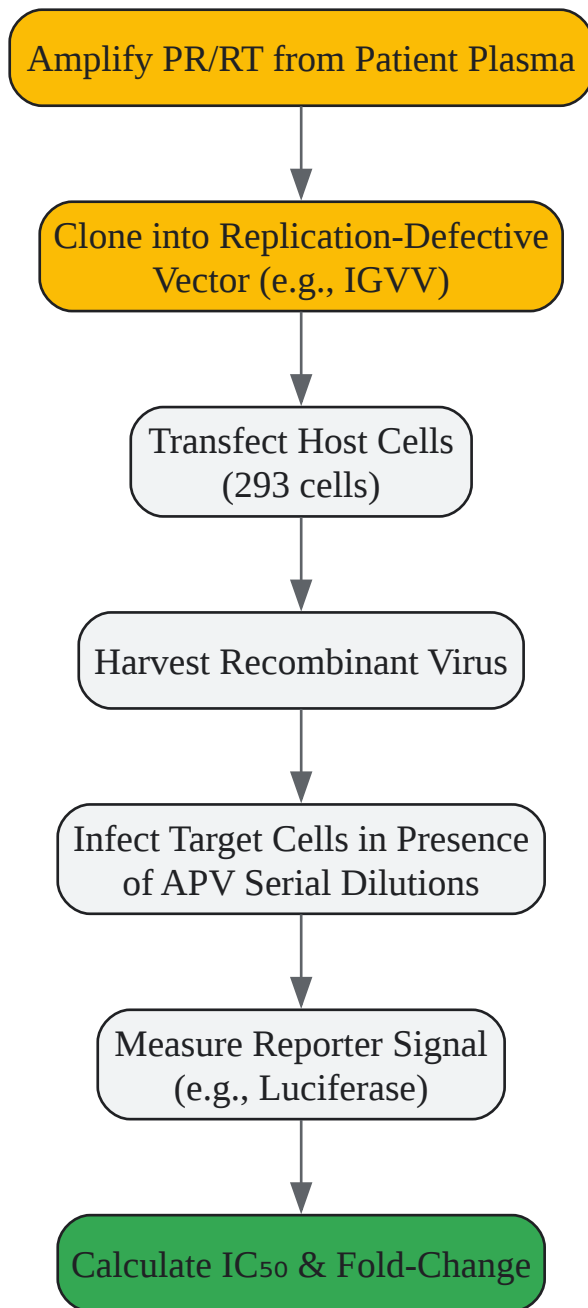 Amplify PR/RT from Patient Plasma
Clone into Replication-Defective
Vector (e.g., IGVV)
Transfect Host Cells
(293 cells)
Harvest Recombinant Virus
Infect Target Cells in Presence
of APV Serial Dilutions
Measure Reporter Signal
(e.g., Luciferase)
Calculate IC₅₀ & Fold-Change